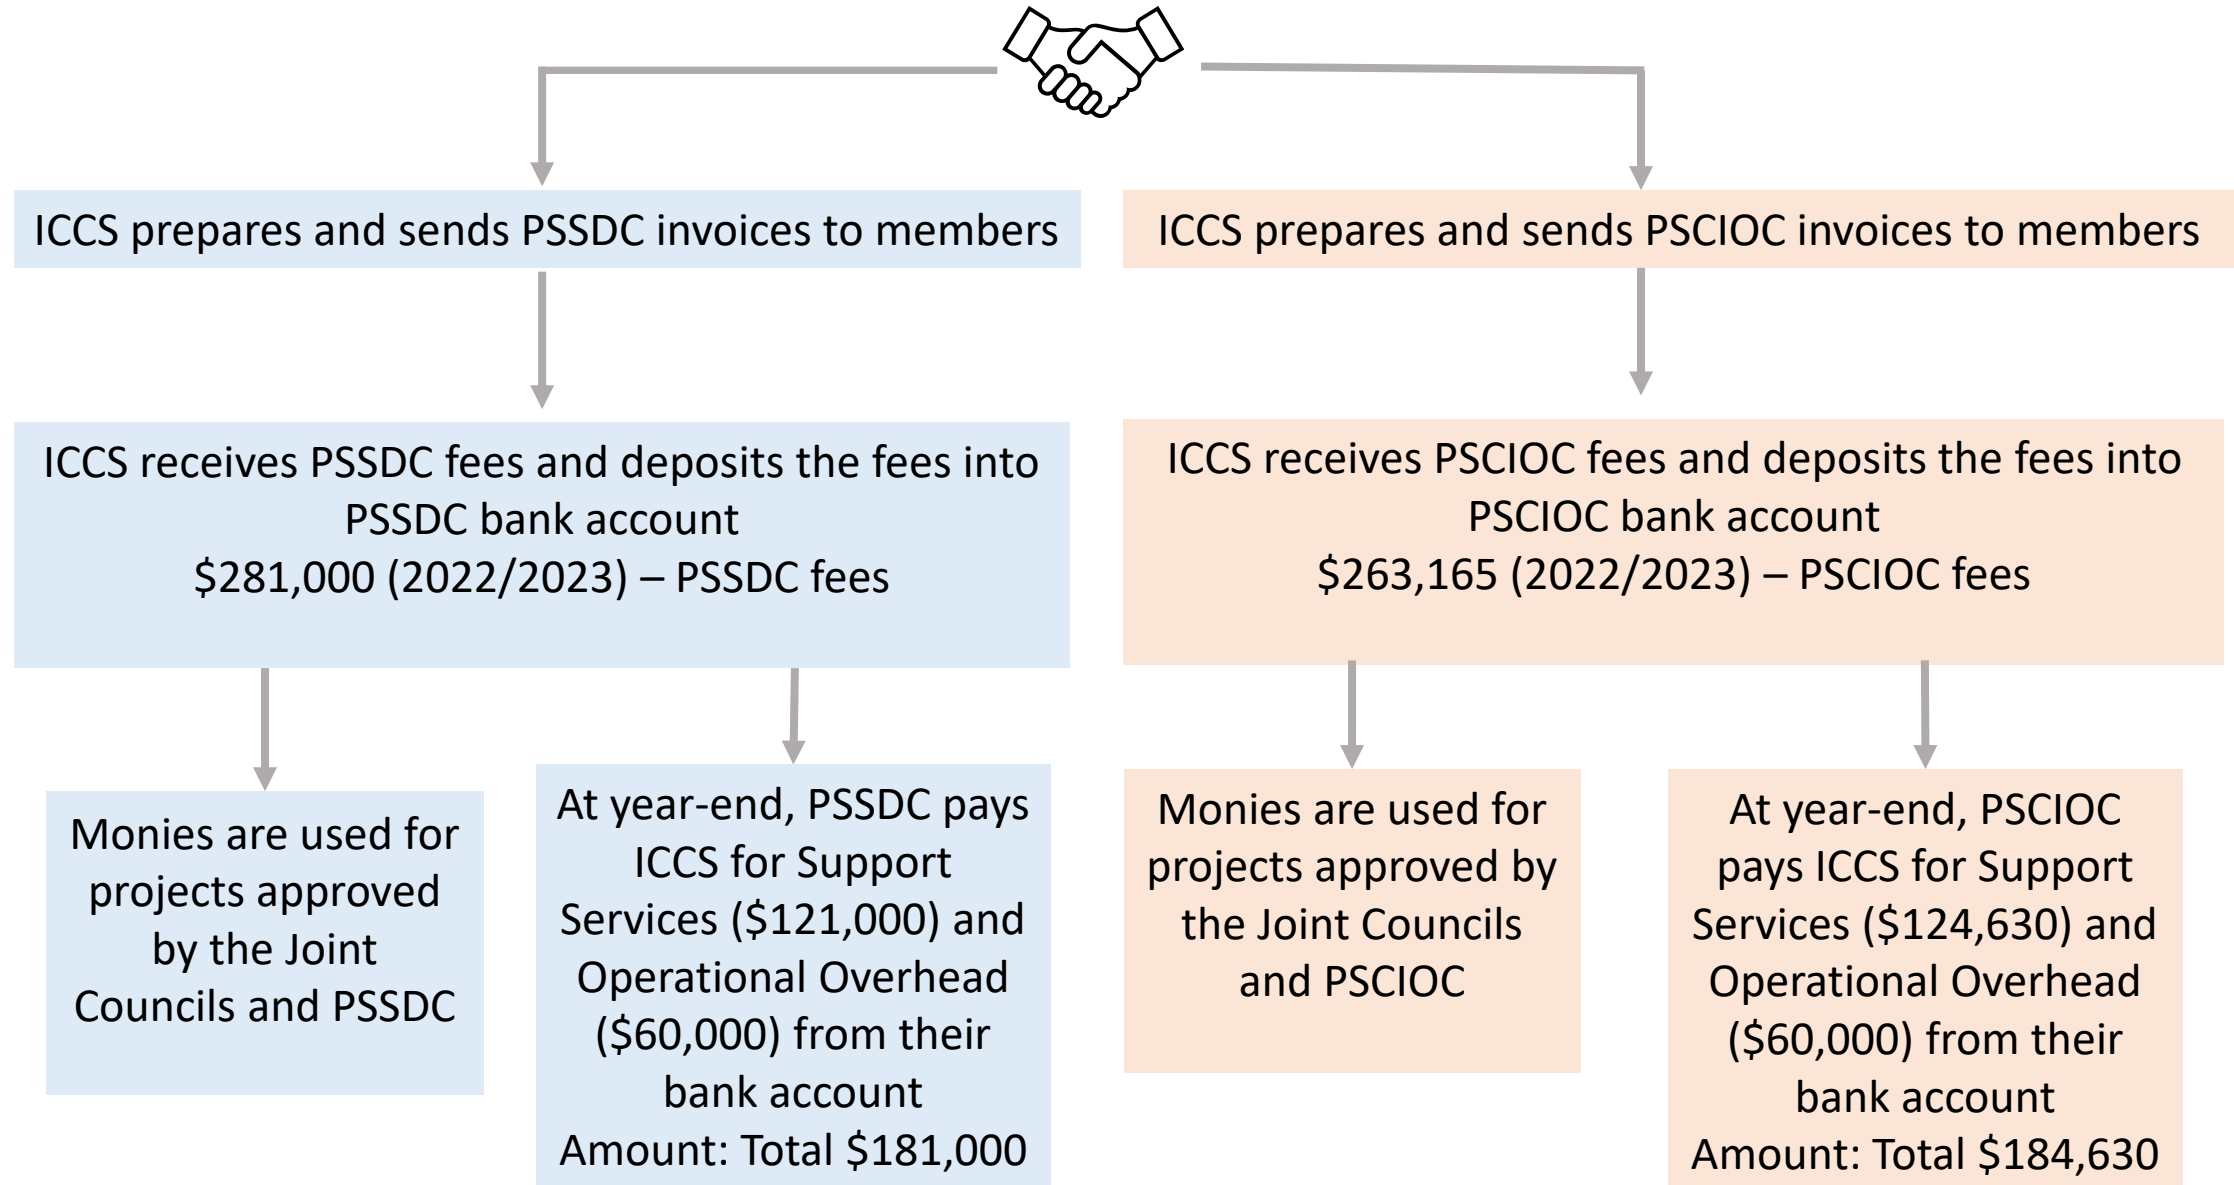 ICCS prepares and sends PSSDC invoices to members
ICCS prepares and sends PSCIOC invoices to members
ICCS receives PSSDC fees and deposits the fees into
PSSDC bank account
$281,000 (2022/2023) – PSSDC fees
ICCS receives PSCIOC fees and deposits the fees into
PSCIOC bank account
$263,165 (2022/2023) – PSCIOC fees
Monies are used for
projects approved
by the Joint
Councils and PSSDC
At year-end, PSSDC pays
ICCS for Support
Services ($121,000) and
Operational Overhead
($60,000) from their
bank account
Amount: Total $181,000
Monies are used for
projects approved by
the Joint Councils
and PSCIOC
At year-end, PSCIOC
pays ICCS for Support
Services ($124,630) and
Operational Overhead
($60,000) from their
bank account
Amount: Total $184,630